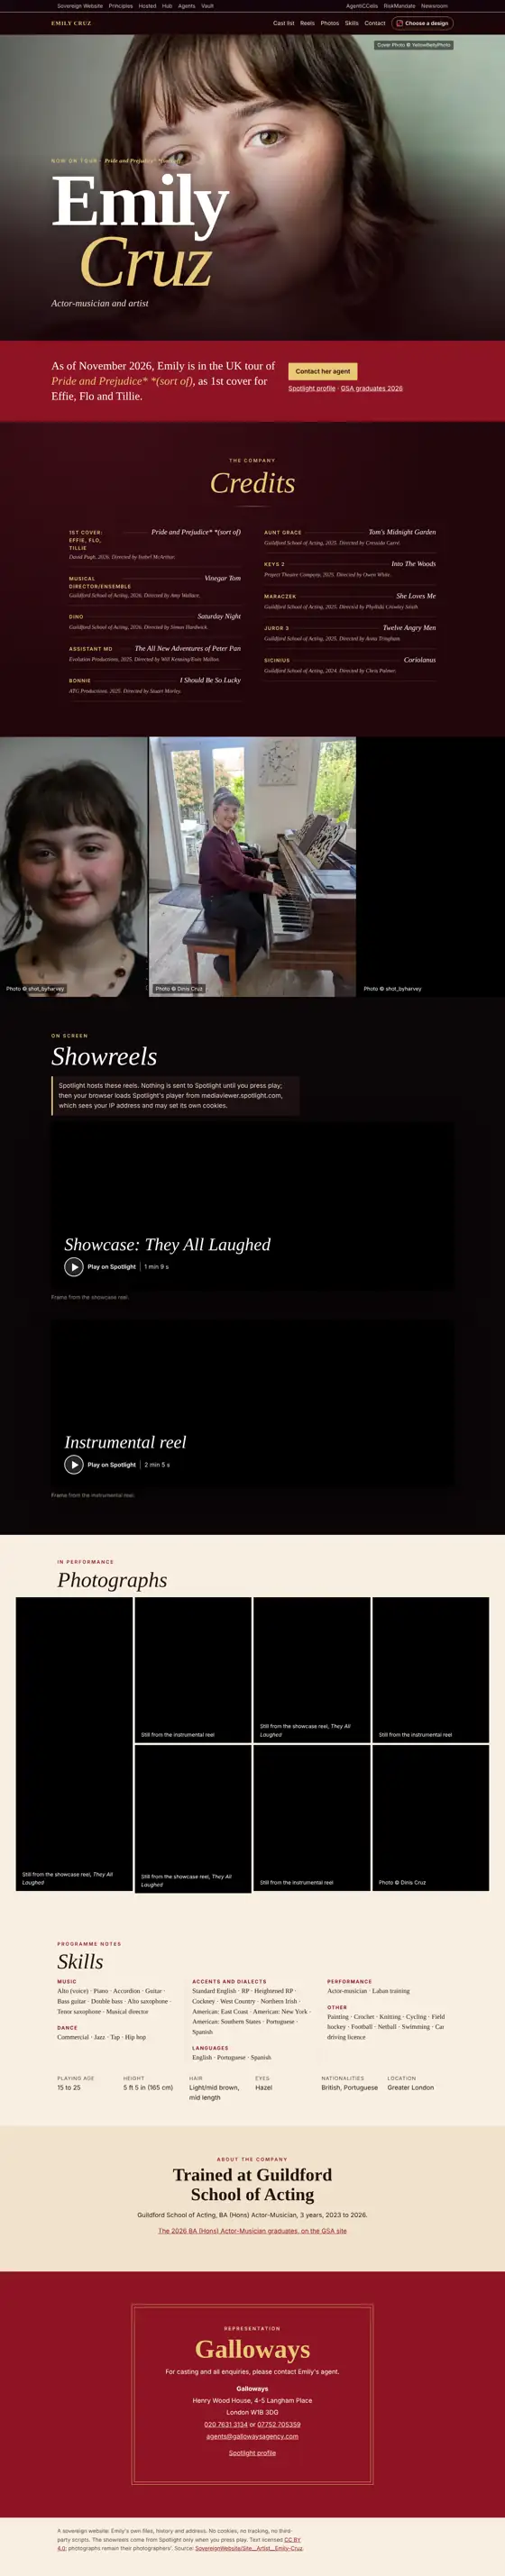 Sovereign Website Principles Hosted Hub Agents Vault AgentICCells RiskMandate Newsroom
EMILY CRUZ Cast list Reels Photos Skills Contact Choose a design
Cover Photo © YellowBellyPhoto
NOW ON TOUR · Pride and Prejudice* *(sort of)
Emily
Cruz
Actor-musician and artist
As of November 2026, Emily is in the UK tour of
Pride and Prejudice* *(sort of), as 1st cover for
Effie, Flo and Tillie.
Contact her agent
Spotlight profile · GSA graduates 2026
THE COMPANY
Credits
1ST COVER: EFFIE, FLO, TILLIE Pride and Prejudice* *(sort of)
David Pugh, 2026. Directed by Isobel McArthur.
MUSICAL DIRECTOR/ENSEMBLE Vinegar Tom
Guildford School of Acting, 2026. Directed by Amy Wallace.
DINO Saturday Night
Guildford School of Acting, 2026. Directed by Simon Hardwick.
ASSISTANT MD The All New Adventures of Peter Pan
Evolution Productions, 2025. Directed by Will Kenning/Tom Mallon.
BONNIE I Should Be So Lucky
ATG Productions, 2025. Directed by Stuart Morley.
AUNT GRACE Tom's Midnight Garden
Guildford School of Acting, 2025. Directed by Cressida Carré.
KEYS 2 Into The Woods
Project Theatre Company, 2025. Directed by Owen White.
MARACZEK She Loves Me
Guildford School of Acting, 2025. Directed by Phyllida Crowley Smith.
JUROR 3 Twelve Angry Men
Guildford School of Acting, 2025. Directed by Anna Tringham.
SICINIUS Coriolanus
Guildford School of Acting, 2024. Directed by Chris Palmer.
Photo © shot_byharvey
Photo © Dinis Cruz
Photo © shot_byharvey
ON SCREEN
Showreels
Spotlight hosts these reels. Nothing is sent to Spotlight until you press play;
then your browser loads Spotlight's player from mediaviewer.spotlight.com,
which sees your IP address and may set its own cookies.
Showcase: They All Laughed
Play on Spotlight 1 min 9 s
Frame from the showcase reel.
Instrumental reel
Play on Spotlight 2 min 5 s
Frame from the instrumental reel.
IN PERFORMANCE
Photographs
Still from the showcase reel, They All
Laughed
Still from the instrumental reel
Still from the showcase reel, They All
Laughed
Still from the instrumental reel
Still from the showcase reel, They All
Laughed
Still from the instrumental reel
Photo © Dinis Cruz
PROGRAMME NOTES
Skills
MUSIC
Alto (voice) · Piano · Accordion · Guitar ·
Bass guitar · Double bass · Alto saxophone ·
Tenor saxophone · Musical director
DANCE
Commercial · Jazz · Tap · Hip hop
ACCENTS AND DIALECTS
Standard English · RP · Heightened RP ·
Cockney · West Country · Northern Irish ·
American: East Coast · American: New York ·
American: Southern States · Portuguese ·
Spanish
LANGUAGES
English · Portuguese · Spanish
PERFORMANCE
Actor-musician · Laban training
OTHER
Painting · Crochet · Knitting · Cycling · Field
hockey · Football · Netball · Swimming · Car
driving licence
PLAYING AGE
15 to 25
HEIGHT
5 ft 5 in (165 cm)
HAIR
Light/mid brown,
mid length
EYES
Hazel
NATIONALITIES
British, Portuguese
LOCATION
Greater London
ABOUT THE COMPANY
Trained at Guildford
School of Acting
Guildford School of Acting, BA (Hons) Actor-Musician, 3 years, 2023 to 2026.
The 2026 BA (Hons) Actor-Musician graduates, on the GSA site
REPRESENTATION
Galloways
For casting and all enquiries, please contact Emily's agent.
Galloways
Henry Wood House, 4-5 Langham Place
London W1B 3DG
020 7631 3134 or 07752 705359
agents@gallowaysagency.com
Spotlight profile
A sovereign website: Emily's own files, history and address. No cookies, no tracking, no third-
party scripts. The showreels come from Spotlight only when you press play. Text licensed CC BY
4.0; photographs remain their photographers'. Source: SovereignWebsite/Site__Artist__Emily-Cruz.